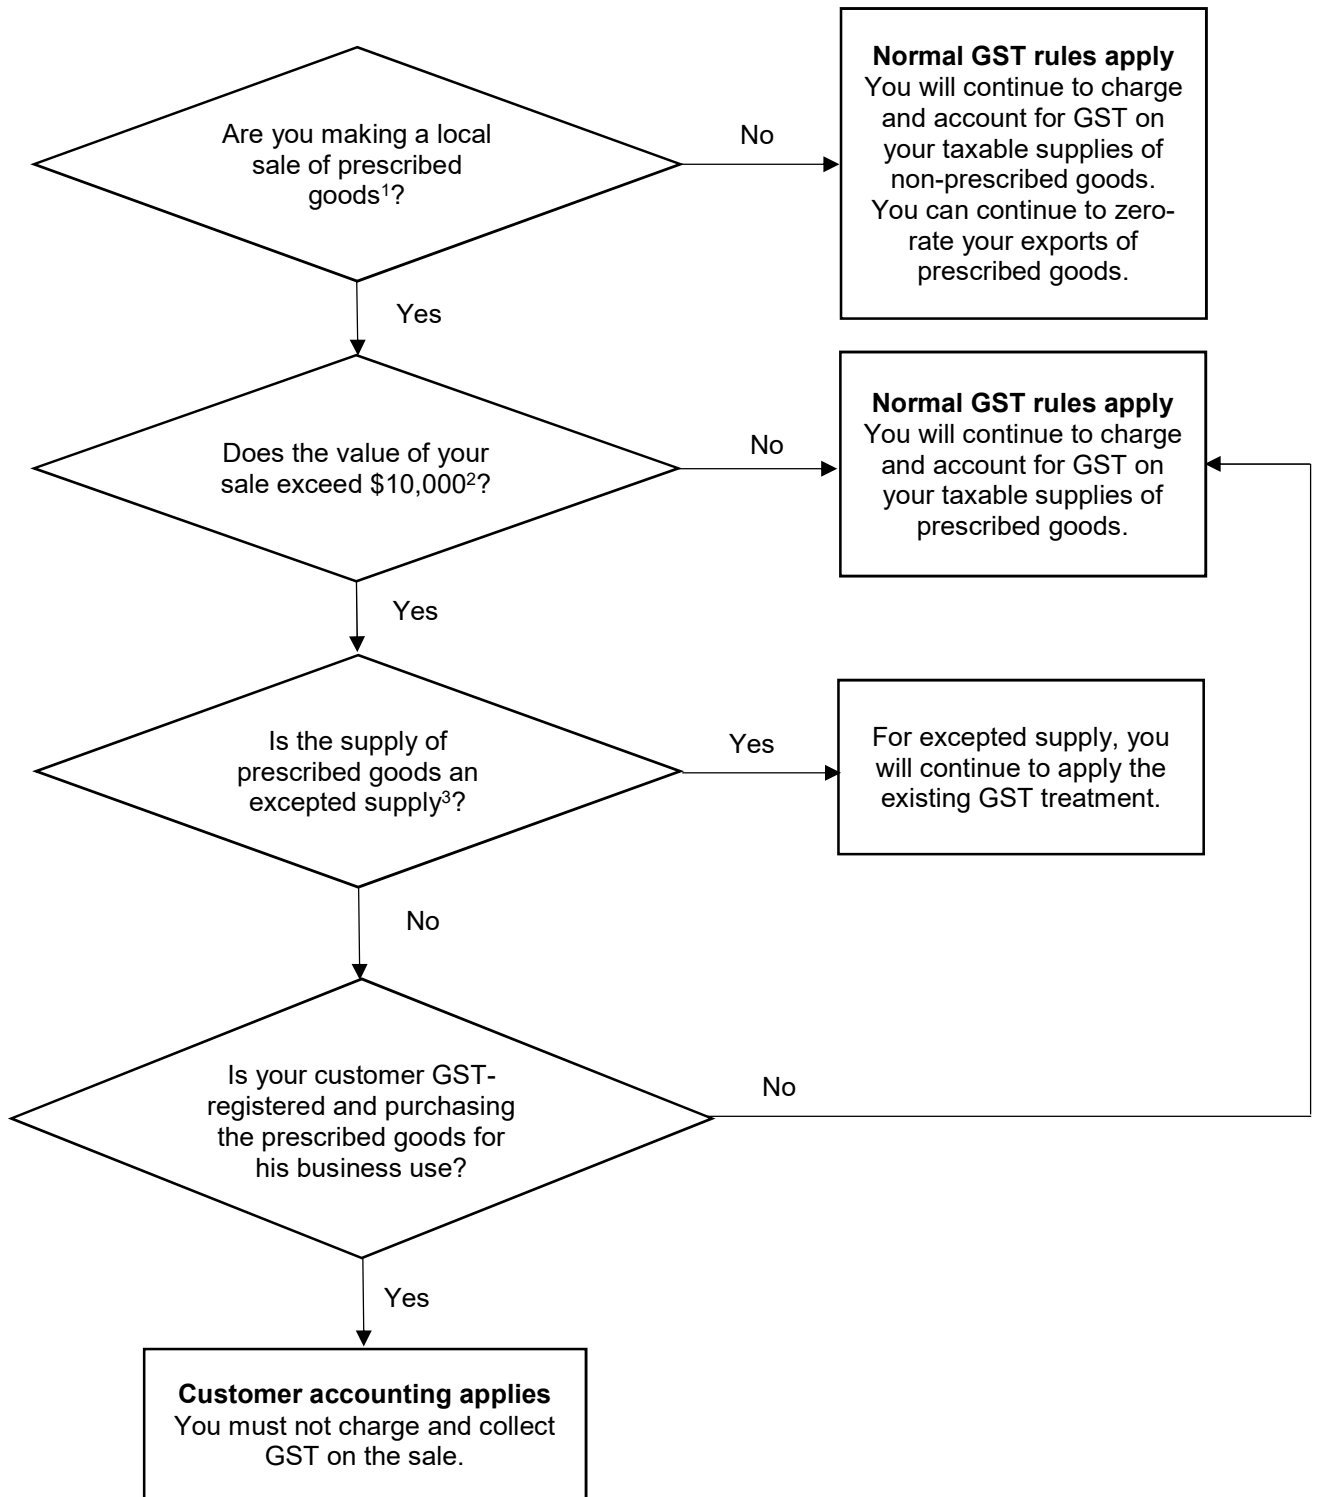 Are you making a local
sale of prescribed
goods¹?
No
Normal GST rules apply
You will continue to charge
and account for GST on
your taxable supplies of
non-prescribed goods.
You can continue to zero-
rate your exports of
prescribed goods.
Yes
Does the value of your
sale exceed $10,000²?
No
Normal GST rules apply
You will continue to charge
and account for GST on
your taxable supplies of
prescribed goods.
Yes
Is the supply of
prescribed goods an
excepted supply³?
Yes
For excepted supply, you
will continue to apply the
existing GST treatment.
No
Is your customer GST-
registered and purchasing
the prescribed goods for
his business use?
No
Yes
Customer accounting applies
You must not charge and collect
GST on the sale.